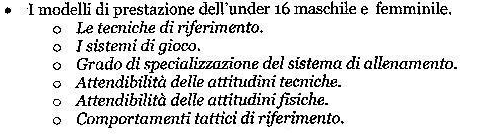 • I modelli di prestazione dell'under 16 maschile e femminile.
o Le tecniche di riferimento.
o I sistemi di gioco.
o Grado di specializzazione del sistema di allenamento.
o Attendibilità delle attitudini tecniche.
o Attendibilità delle attitudini fisiche.
o Comportamenti tattici di riferimento.